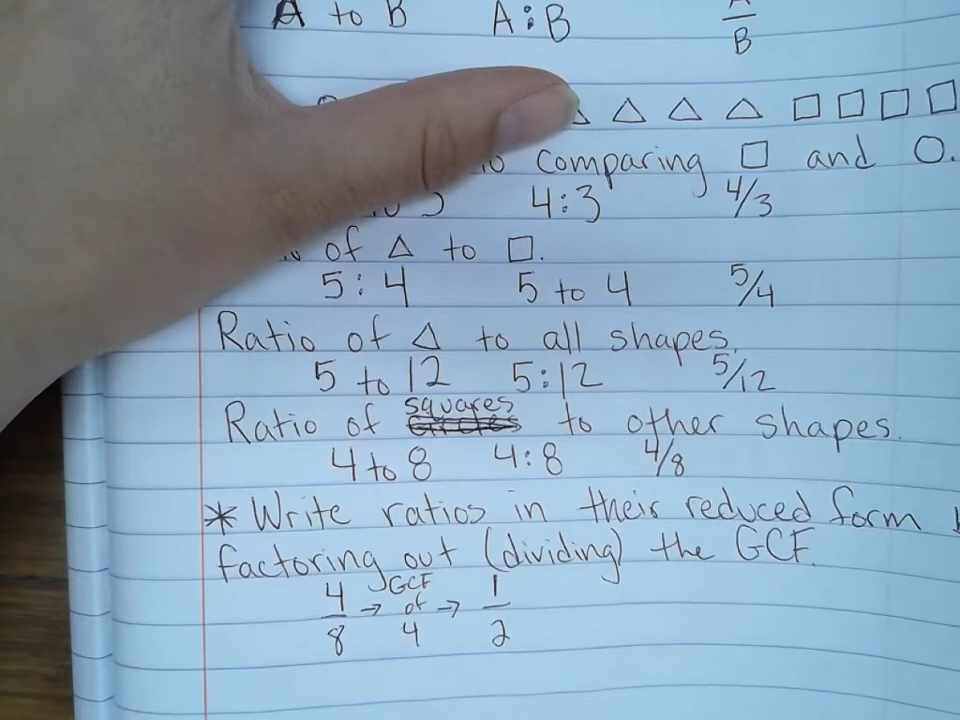 A to B A:B A/B
comparing □ and ○.
4:3 4/3
of △ to □.
5:4 5 to 4 5/4
Ratio of △ to all shapes.
5 to 12 5:12 5/12
squares
Ratio of circles to other shapes.
4 to 8 4:8 4/8
* Write ratios in their reduced form
factoring out (dividing) the GCF.
4/8 → GCF of 4 → 1/2